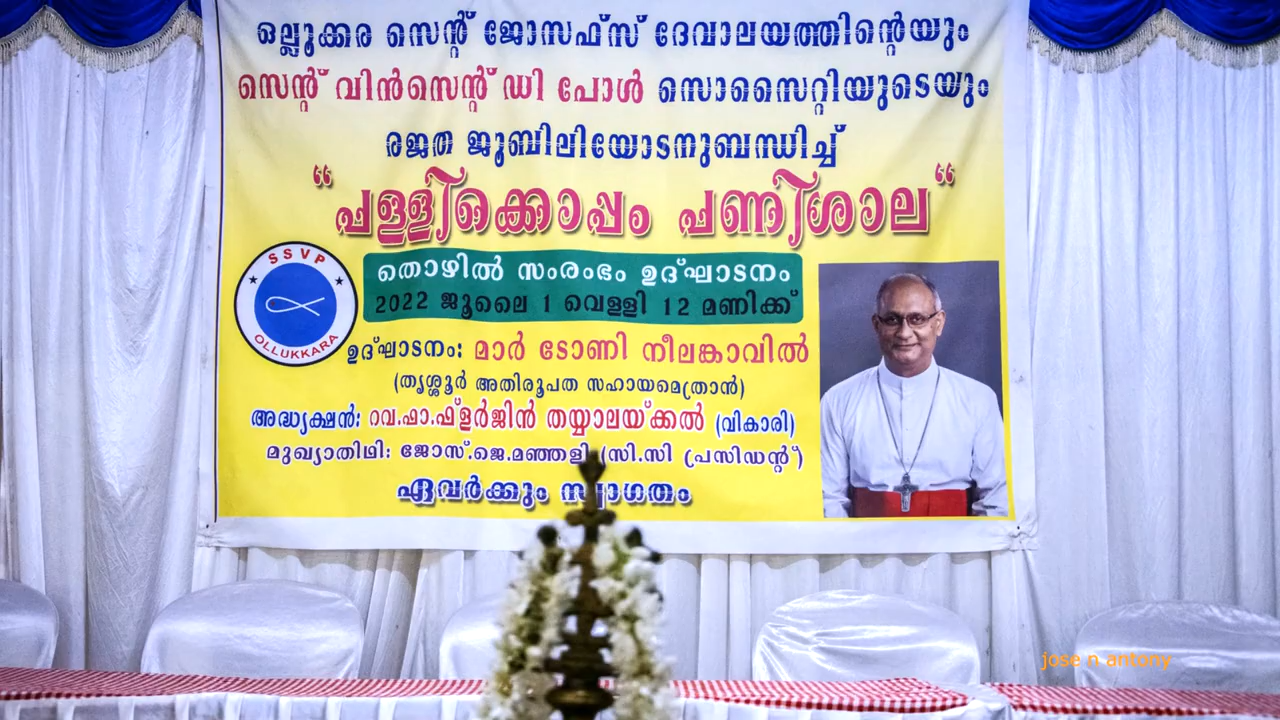 ഒല്ലൂക്കര സെന്റ് ജോസഫ്സ് ദേവാലയത്തിന്റെയും
സെന്റ് വിൻസെന്റ് ഡി പോൾ സൊസൈറ്റിയുടെയും
രജത ജൂബിലിയോടനുബന്ധിച്ച്
“പള്ളിക്കൊപ്പം പണിശാല“
തൊഴിൽ സംരംഭം ഉദ്ഘാടനം
2022 ജൂലൈ 1 വെള്ളി 12 മണിക്ക്
SSVP
OLLUKKARA
ഉദ്ഘാടനം: മാർ ടോണി നീലങ്കാവിൽ
(തൃശ്ശൂർ അതിരൂപത സഹായമെത്രാൻ)
അദ്ധ്യക്ഷൻ: റവ.ഫാ.ഫ്ളർജിൻ തയ്യാലയ്ക്കൽ (വികാരി)
മുഖ്യാതിഥി: ജോസ്.ജെ.മഞ്ഞളി (സി.സി പ്രസിഡന്റ്)
ഏവർക്കും സ്വാഗതം
jose n antony